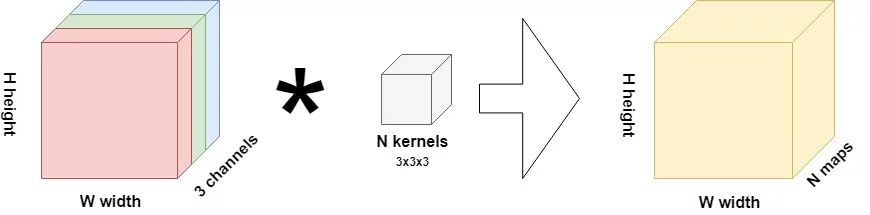 H height
W width
3 channels
*
N kernels
3x3x3
H height
W width
N maps